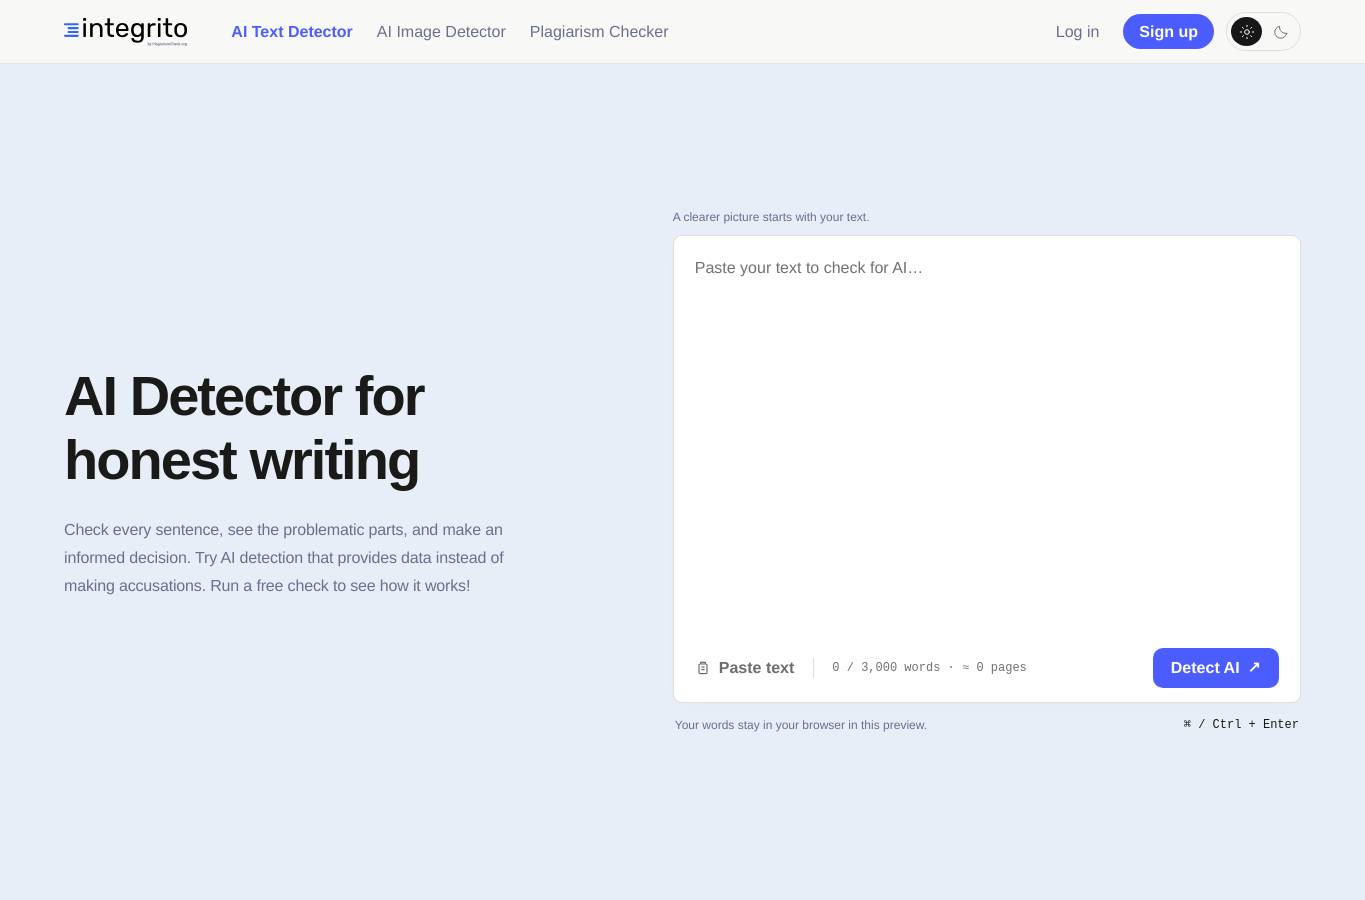 integrito
by PlagiarismCheck.org
AI Text Detector
AI Image Detector
Plagiarism Checker
Log in
Sign up
AI Detector for
honest writing
Check every sentence, see the problematic parts, and make an
informed decision. Try AI detection that provides data instead of
making accusations. Run a free check to see how it works!
A clearer picture starts with your text.
Paste your text to check for AI…
Paste text
0 / 3,000 words · ≈ 0 pages
Detect AI ↗
Your words stay in your browser in this preview.
⌘ / Ctrl + Enter